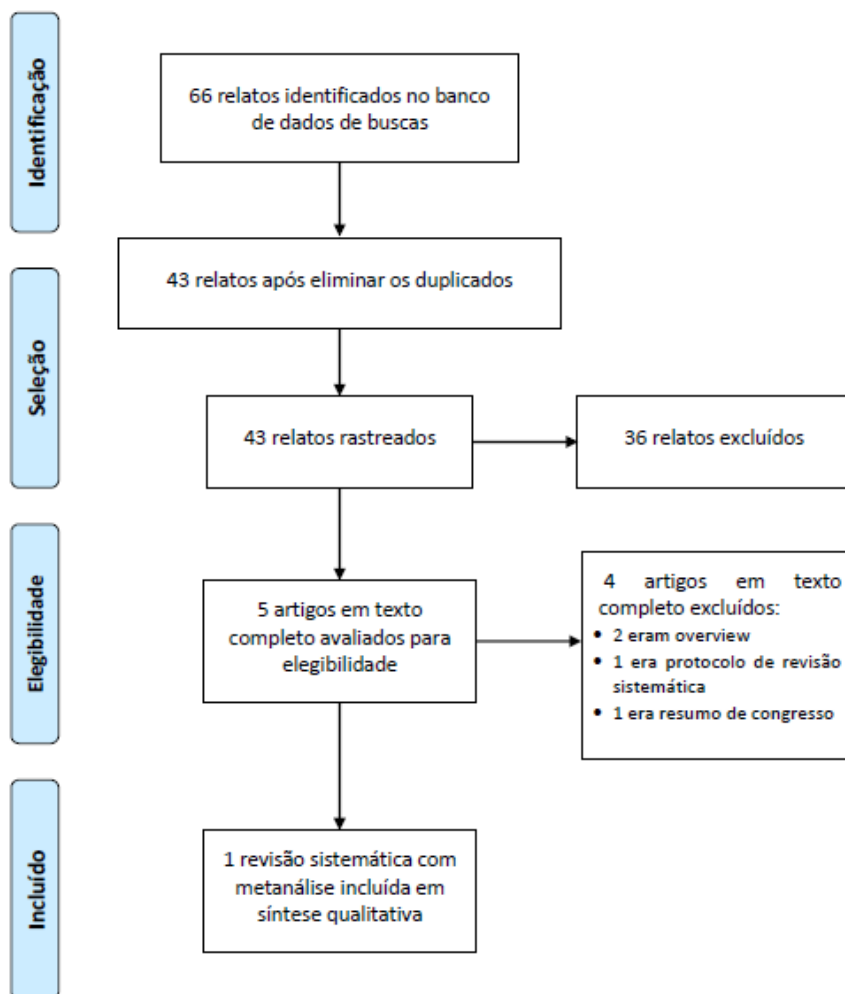 Identificação
66 relatos identificados no banco
de dados de buscas
43 relatos após eliminar os duplicados
Seleção
43 relatos rastreados
36 relatos excluídos
Elegibilidade
5 artigos em texto
completo avaliados para
elegibilidade
4 artigos em texto
completo excluídos:
• 2 eram overview
• 1 era protocolo de revisão
sistemática
• 1 era resumo de congresso
Incluído
1 revisão sistemática com
metanálise incluída em
síntese qualitativa